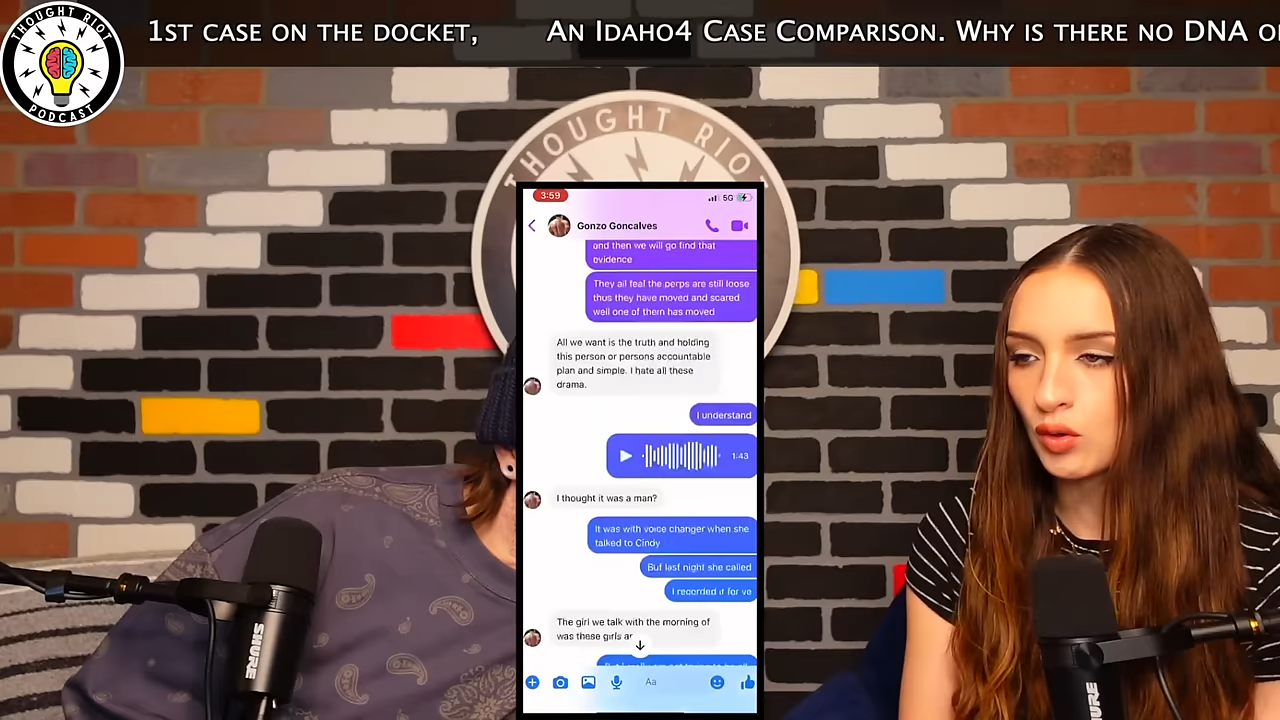 THOUGHT RIOT
PODCAST
1ST CASE ON THE DOCKET, AN IDAHO4 CASE COMPARISON. WHY IS THERE NO DNA
THOUGHT RIOT
3:59
5G
Gonzo Goncalves
and then we will go find that
evidence
They all feal the perps are still loose
thus they have moved and scared
well one of them has moved
All we want is the truth and holding
this person or persons accountable
plan and simple. I hate all these
drama.
I understand
1:43
I thought it was a man?
It was with voice changer when she
talked to Cindy
But last night she called
I recorded it for
The girl we talk with the morning of
was these girls
Aa
SHURE
SHURE